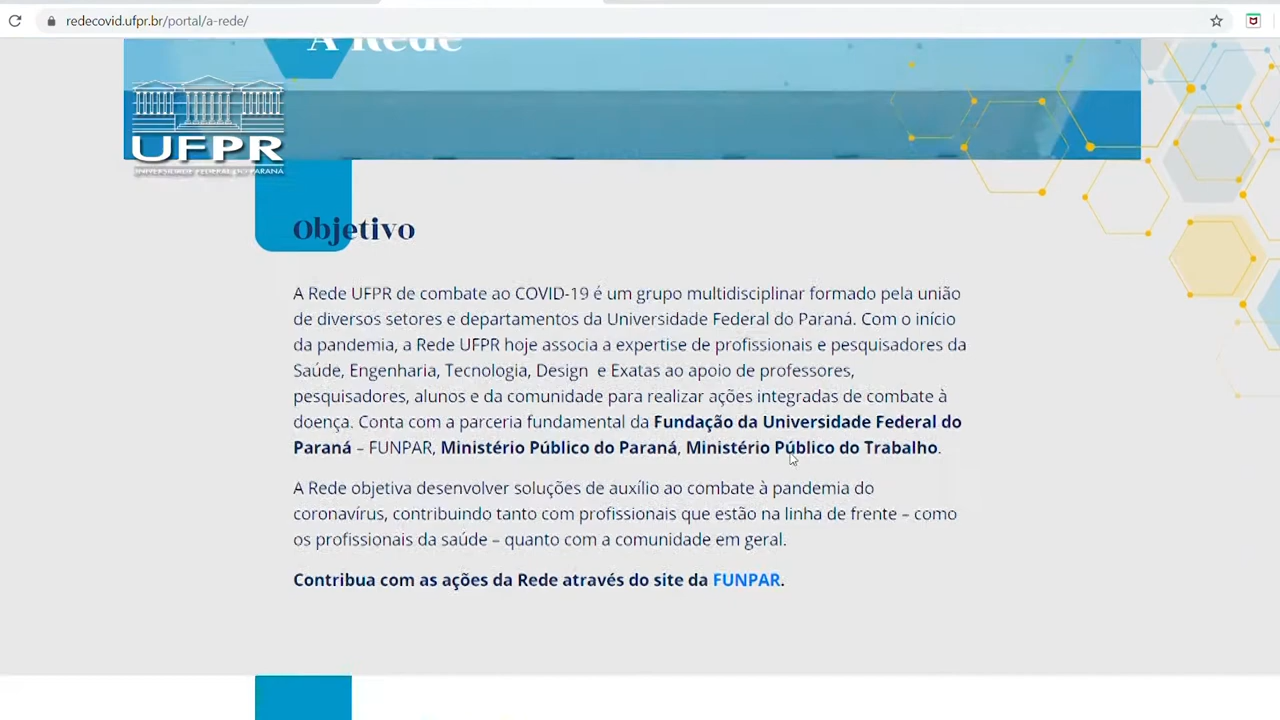 redecovid.ufpr.br/portal/a-rede/
A Rede
UFPR
UNIVERSIDADE FEDERAL DO PARANÁ
Objetivo
A Rede UFPR de combate ao COVID-19 é um grupo multidisciplinar formado pela união
de diversos setores e departamentos da Universidade Federal do Paraná. Com o início
da pandemia, a Rede UFPR hoje associa a expertise de profissionais e pesquisadores da
Saúde, Engenharia, Tecnologia, Design e Exatas ao apoio de professores,
pesquisadores, alunos e da comunidade para realizar ações integradas de combate à
doença. Conta com a parceria fundamental da Fundação da Universidade Federal do
Paraná – FUNPAR, Ministério Público do Paraná, Ministério Público do Trabalho.
A Rede objetiva desenvolver soluções de auxílio ao combate à pandemia do
coronavírus, contribuindo tanto com profissionais que estão na linha de frente – como
os profissionais da saúde – quanto com a comunidade em geral.
Contribua com as ações da Rede através do site da FUNPAR.